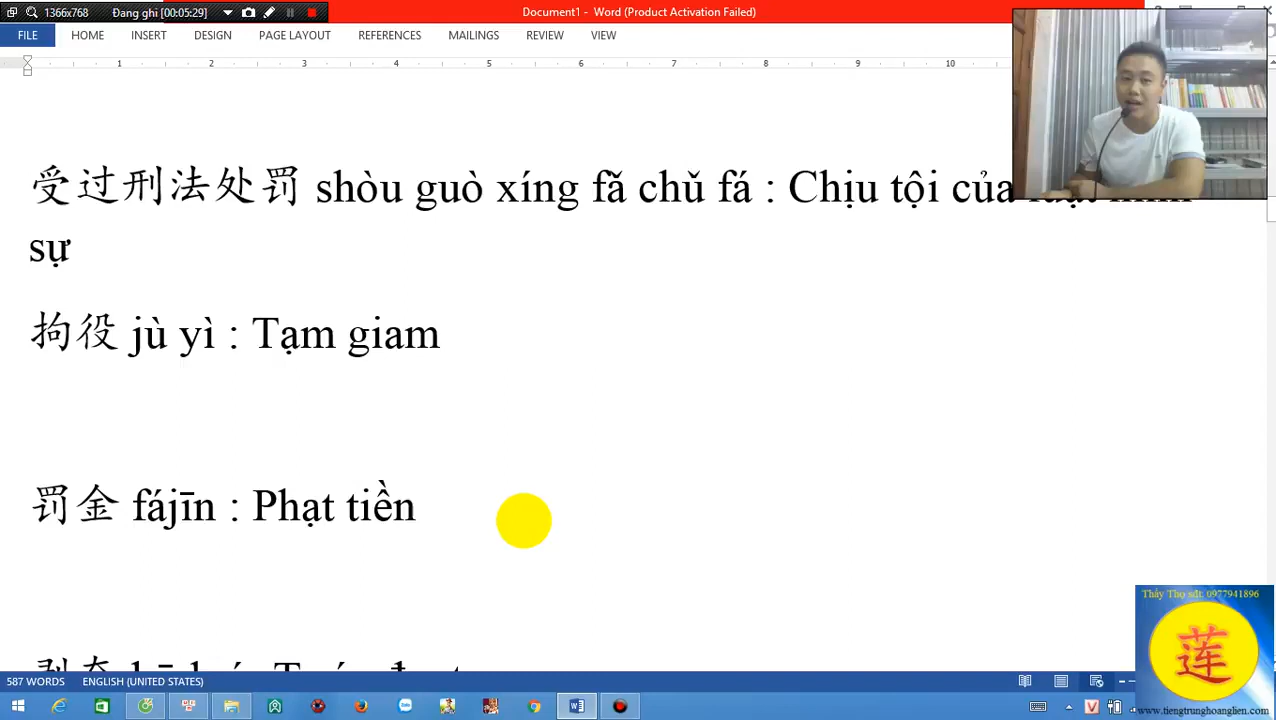 1366x768 Đang ghi [00:05:29]
Document1 - Word (Product Activation Failed)
FILE HOME INSERT DESIGN PAGE LAYOUT REFERENCES MAILINGS REVIEW VIEW
1 2 3 4 5 6 7 8 9 10
受过刑法处罚 shòu guò xíng fǎ chǔ fá : Chịu tội của
sự
拘役 jù yì : Tạm giam
罚金 fájīn : Phạt tiền
Thầy Thọ sđt: 0977941896
莲
www.tiengtrunghoanglien.com
587 WORDS ENGLISH (UNITED STATES)